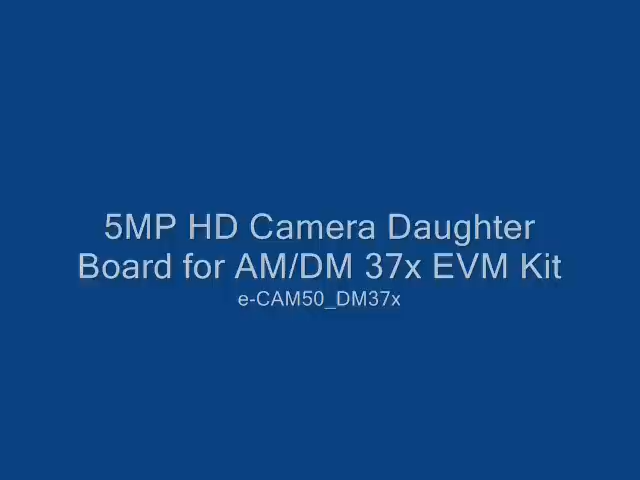 5MP HD Camera Daughter
Board for AM/DM 37x EVM Kit
e-CAM50_DM37x